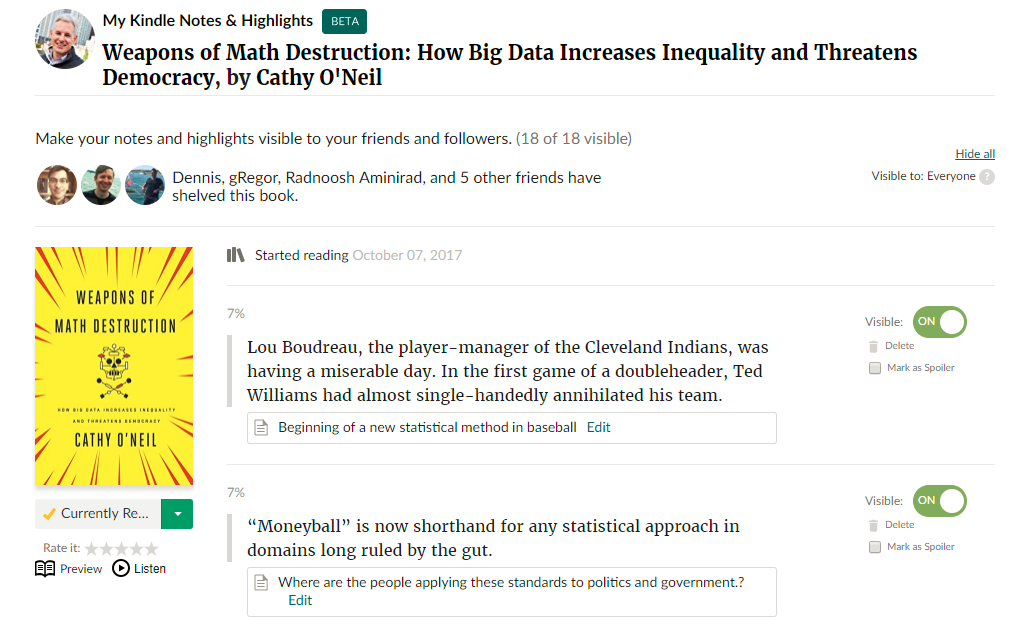 My Kindle Notes & Highlights BETA
Weapons of Math Destruction: How Big Data Increases Inequality and Threatens
Democracy, by Cathy O'Neil
Make your notes and highlights visible to your friends and followers. (18 of 18 visible)
Hide all
Visible to: Everyone ?
Dennis, gRegor, Radnoosh Aminirad, and 5 other friends have
shelved this book.
WEAPONS OF
MATH DESTRUCTION
HOW BIG DATA INCREASES INEQUALITY
AND THREATENS DEMOCRACY
CATHY O'NEIL
Currently Re...
Rate it:
Preview Listen
Started reading October 07, 2017
7%
Visible: ON
Delete
Mark as Spoiler
Lou Boudreau, the player-manager of the Cleveland Indians, was
having a miserable day. In the first game of a doubleheader, Ted
Williams had almost single-handedly annihilated his team.
Beginning of a new statistical method in baseball Edit
7%
Visible: ON
Delete
Mark as Spoiler
“Moneyball” is now shorthand for any statistical approach in
domains long ruled by the gut.
Where are the people applying these standards to politics and government.?
Edit